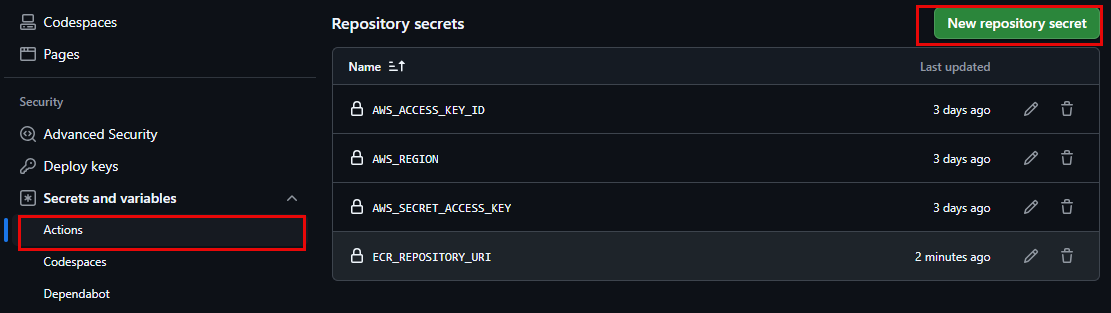 Codespaces
Pages
Security
Advanced Security
Deploy keys
Secrets and variables
Actions
Codespaces
Dependabot
Repository secrets
New repository secret
Name Last updated
AWS_ACCESS_KEY_ID 3 days ago
AWS_REGION 3 days ago
AWS_SECRET_ACCESS_KEY 3 days ago
ECR_REPOSITORY_URI 2 minutes ago